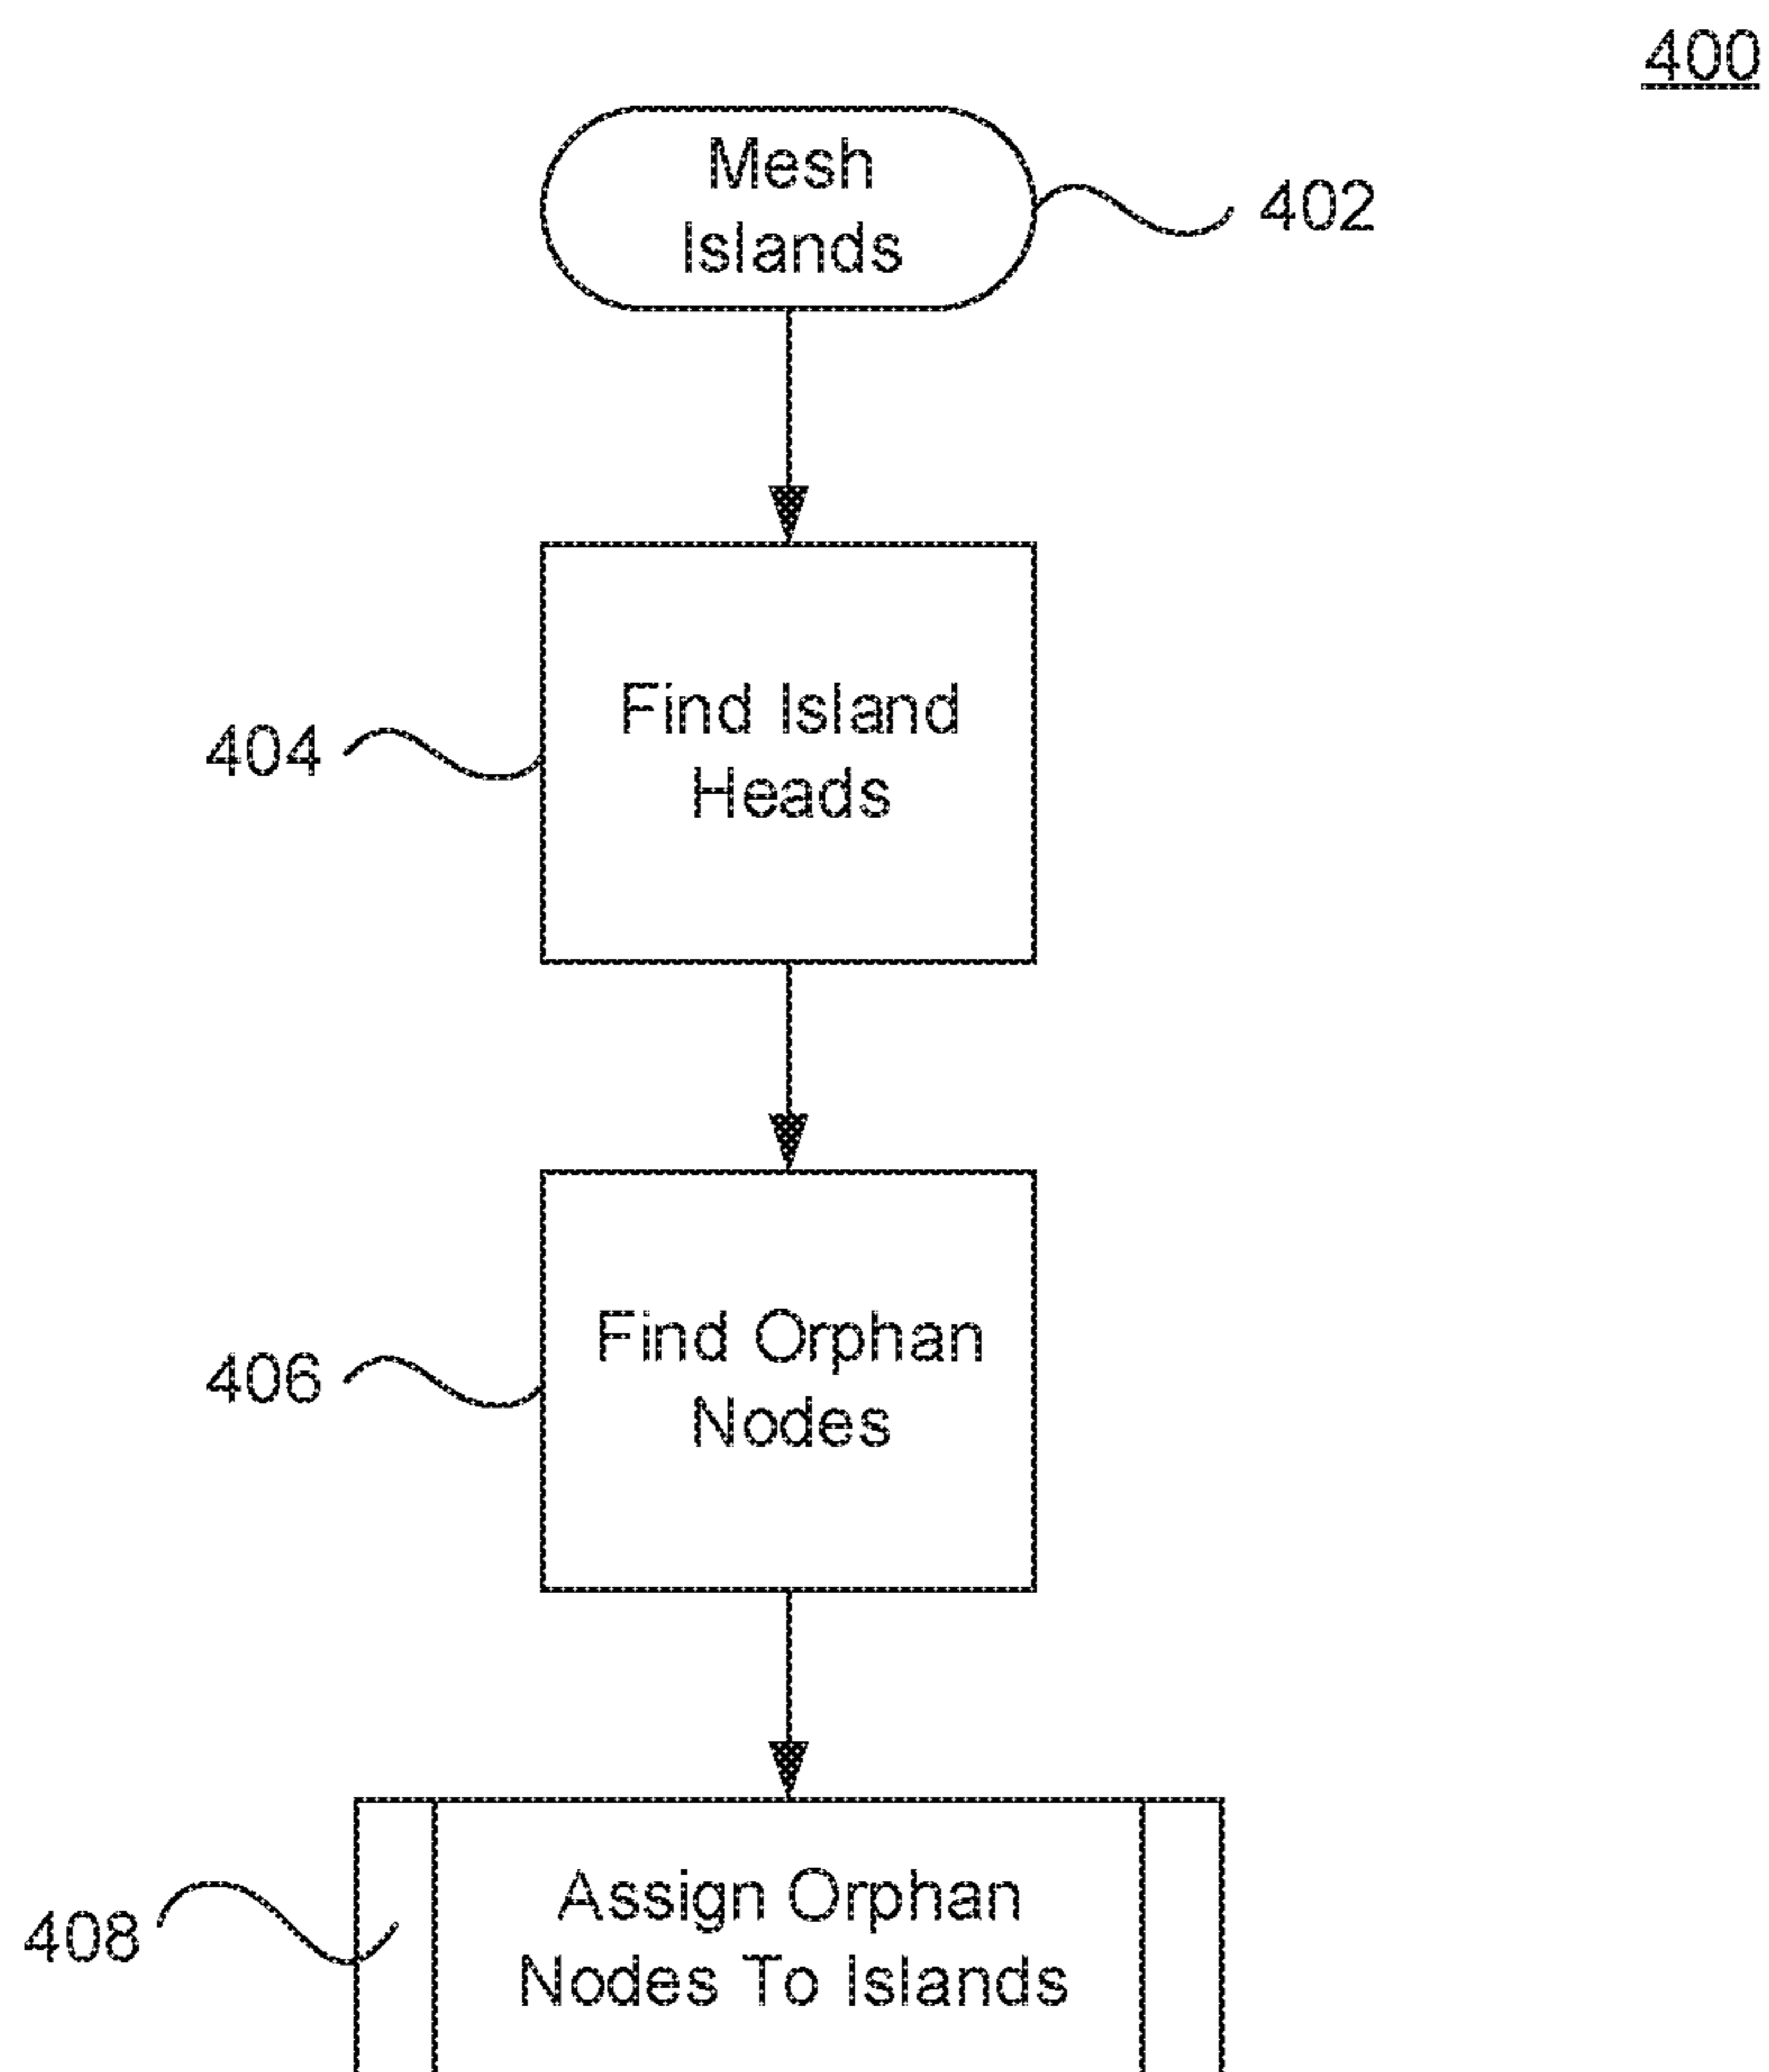 400
Mesh
Islands
402
Find Island
Heads
404
Find Orphan
Nodes
406
Assign Orphan
Nodes To Islands
408